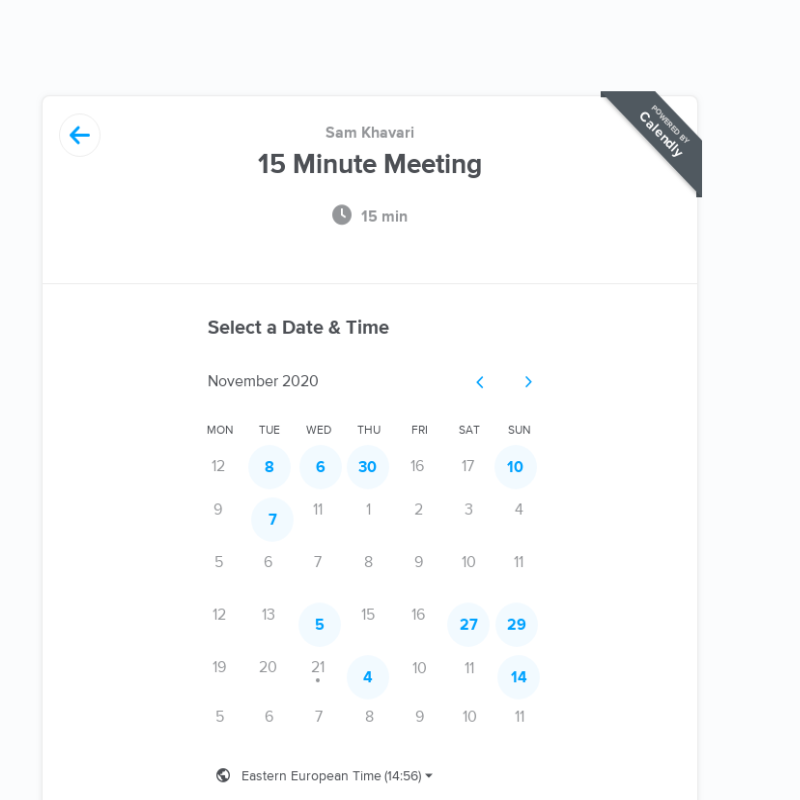 POWERED BY
Calendly
Sam Khavari
15 Minute Meeting
15 min
Select a Date & Time
November 2020
MON TUE WED THU FRI SAT SUN
12 8 6 30 16 17 10
9 7 11 1 2 3 4
5 6 7 8 9 10 11
12 13 5 15 16 27 29
19 20 21 4 10 11 14
5 6 7 8 9 10 11
Eastern European Time (14:56)